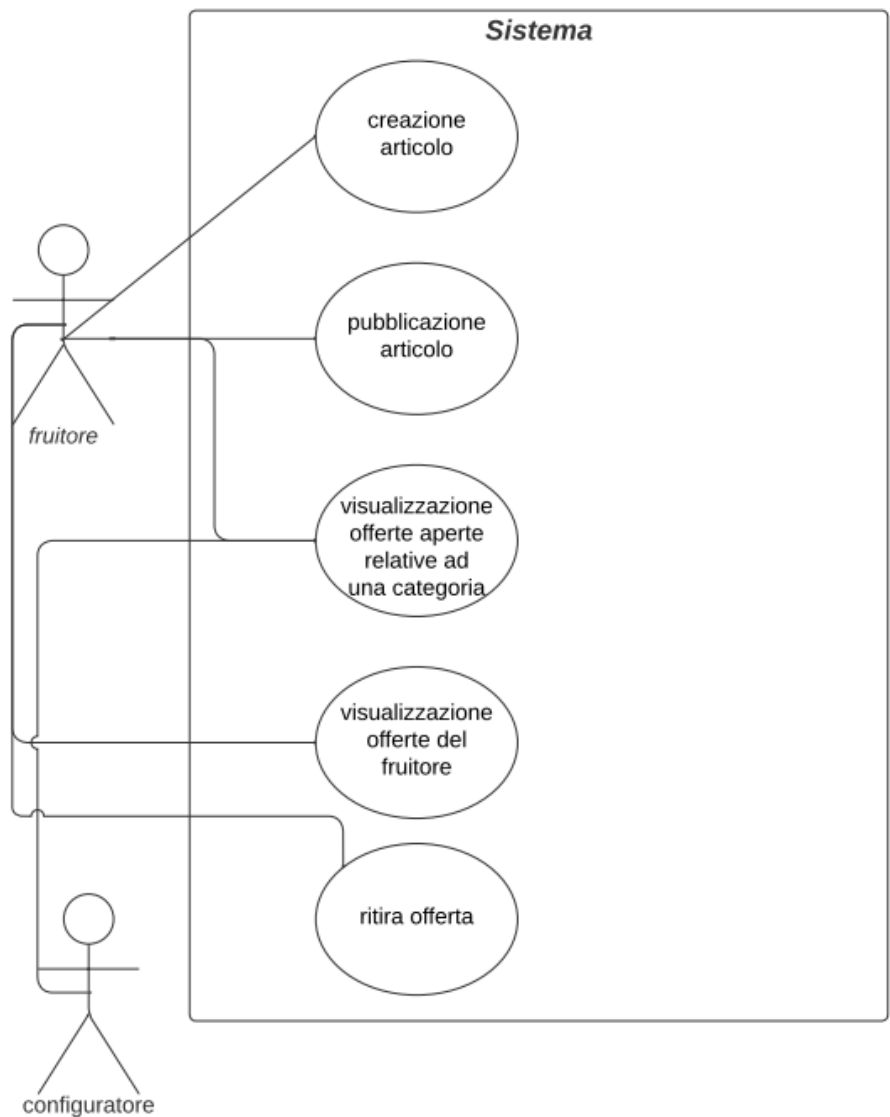 Sistema
creazione
articolo
pubblicazione
articolo
fruitore
visualizzazione
offerte aperte
relative ad
una categoria
visualizzazione
offerte del
fruitore
ritira offerta
configuratore